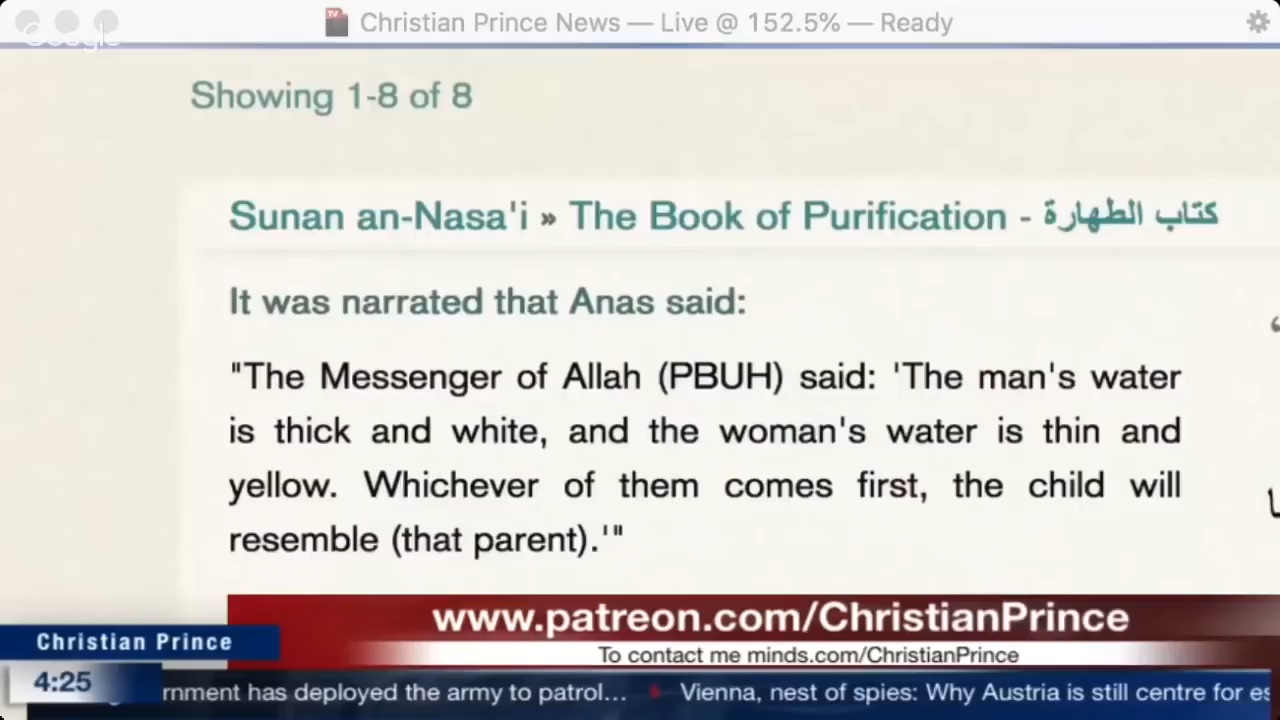 Christian Prince News — Live @ 152.5% — Ready
Google
Showing 1-8 of 8
Sunan an-Nasa'i » The Book of Purification - كتاب الطهارة
It was narrated that Anas said:
"The Messenger of Allah (PBUH) said: 'The man's water
is thick and white, and the woman's water is thin and
yellow. Whichever of them comes first, the child will
resemble (that parent).'"
www.patreon.com/ChristianPrince
Christian Prince
To contact me minds.com/ChristianPrince
4:25
rnment has deployed the army to patrol... Vienna, nest of spies: Why Austria is still centre for es